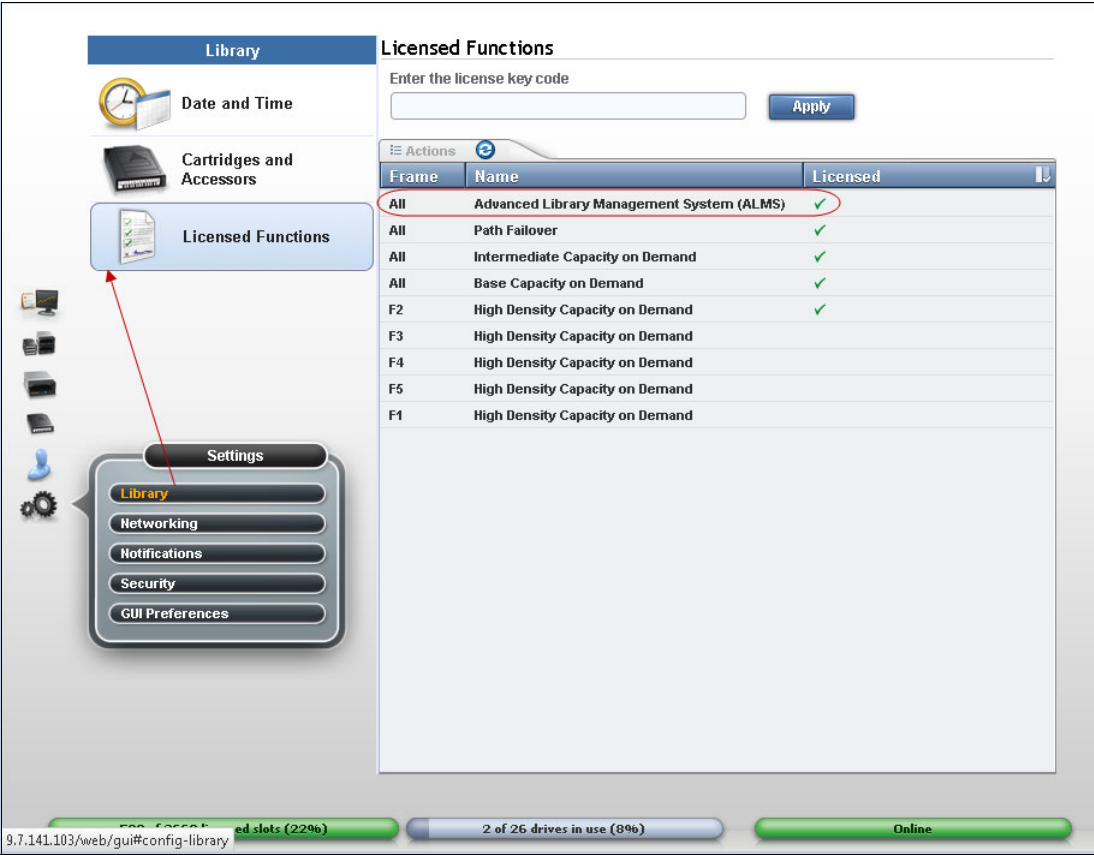 Library
Date and Time
Cartridges and
Accessors
Licensed Functions
Licensed Functions
Enter the license key code
Apply
Actions
Frame Name Licensed
All Advanced Library Management System (ALMS)
All Path Failover
All Intermediate Capacity on Demand
All Base Capacity on Demand
F2 High Density Capacity on Demand
F3 High Density Capacity on Demand
F4 High Density Capacity on Demand
F5 High Density Capacity on Demand
F1 High Density Capacity on Demand
Settings
Library
Networking
Notifications
Security
GUI Preferences
slots (22%)
2 of 26 drives in use (8%)
Online
9.7.141.103/web/gui#config-library